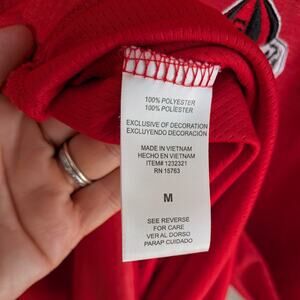 100% POLYESTER
100% POLIÉSTER
EXCLUSIVE OF DECORATION
EXCLUYENDO DECORACIÓN
MADE IN VIETNAM
HECHO EN VIETNAM
ITEM# 1232321
RN 15763
M
SEE REVERSE
FOR CARE
VER AL DORSO
PARAP CUIDADO